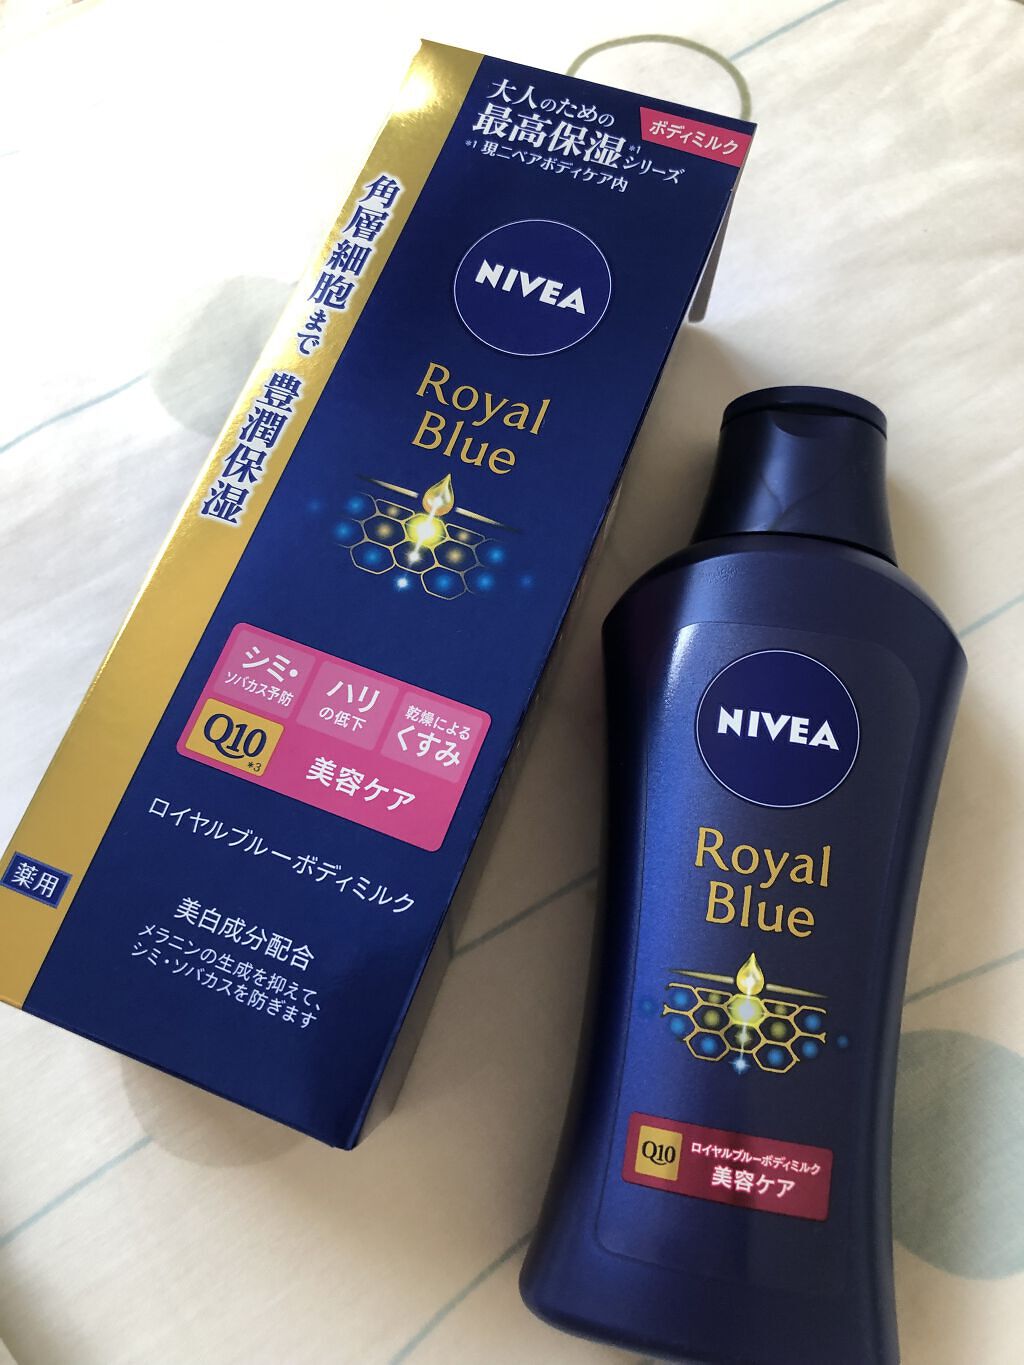 大人のための
最高保湿*1シリーズ
*1 現ニベアボディケア内
ボディミルク
角層細胞まで 豊潤保湿
NIVEA
Royal
Blue
シミ・
ソバカス予防
ハリ
の低下
乾燥による
くすみ
Q10
*3
美容ケア
ロイヤルブルーボディミルク
薬用
美白成分配合
メラニンの生成を抑えて、
シミ・ソバカスを防ぎます
NIVEA
Royal
Blue
Q10
ロイヤルブルーボディミルク
美容ケア